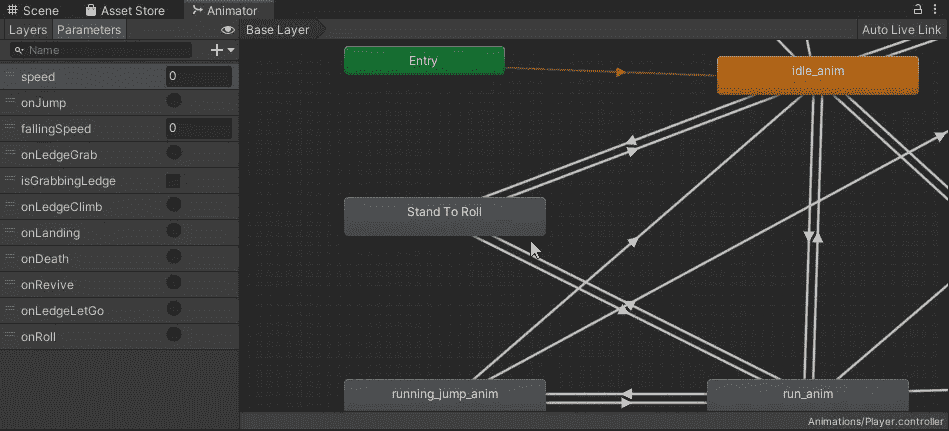 Scene Asset Store Animator
Layers Parameters Base Layer Auto Live Link
Name
speed 0
onJump
fallingSpeed 0
onLedgeGrab
isGrabbingLedge
onLedgeClimb
onLanding
onDeath
onRevive
onLedgeLetGo
onRoll
Entry
idle_anim
Stand To Roll
running_jump_anim
run_anim
Animations/Player.controller